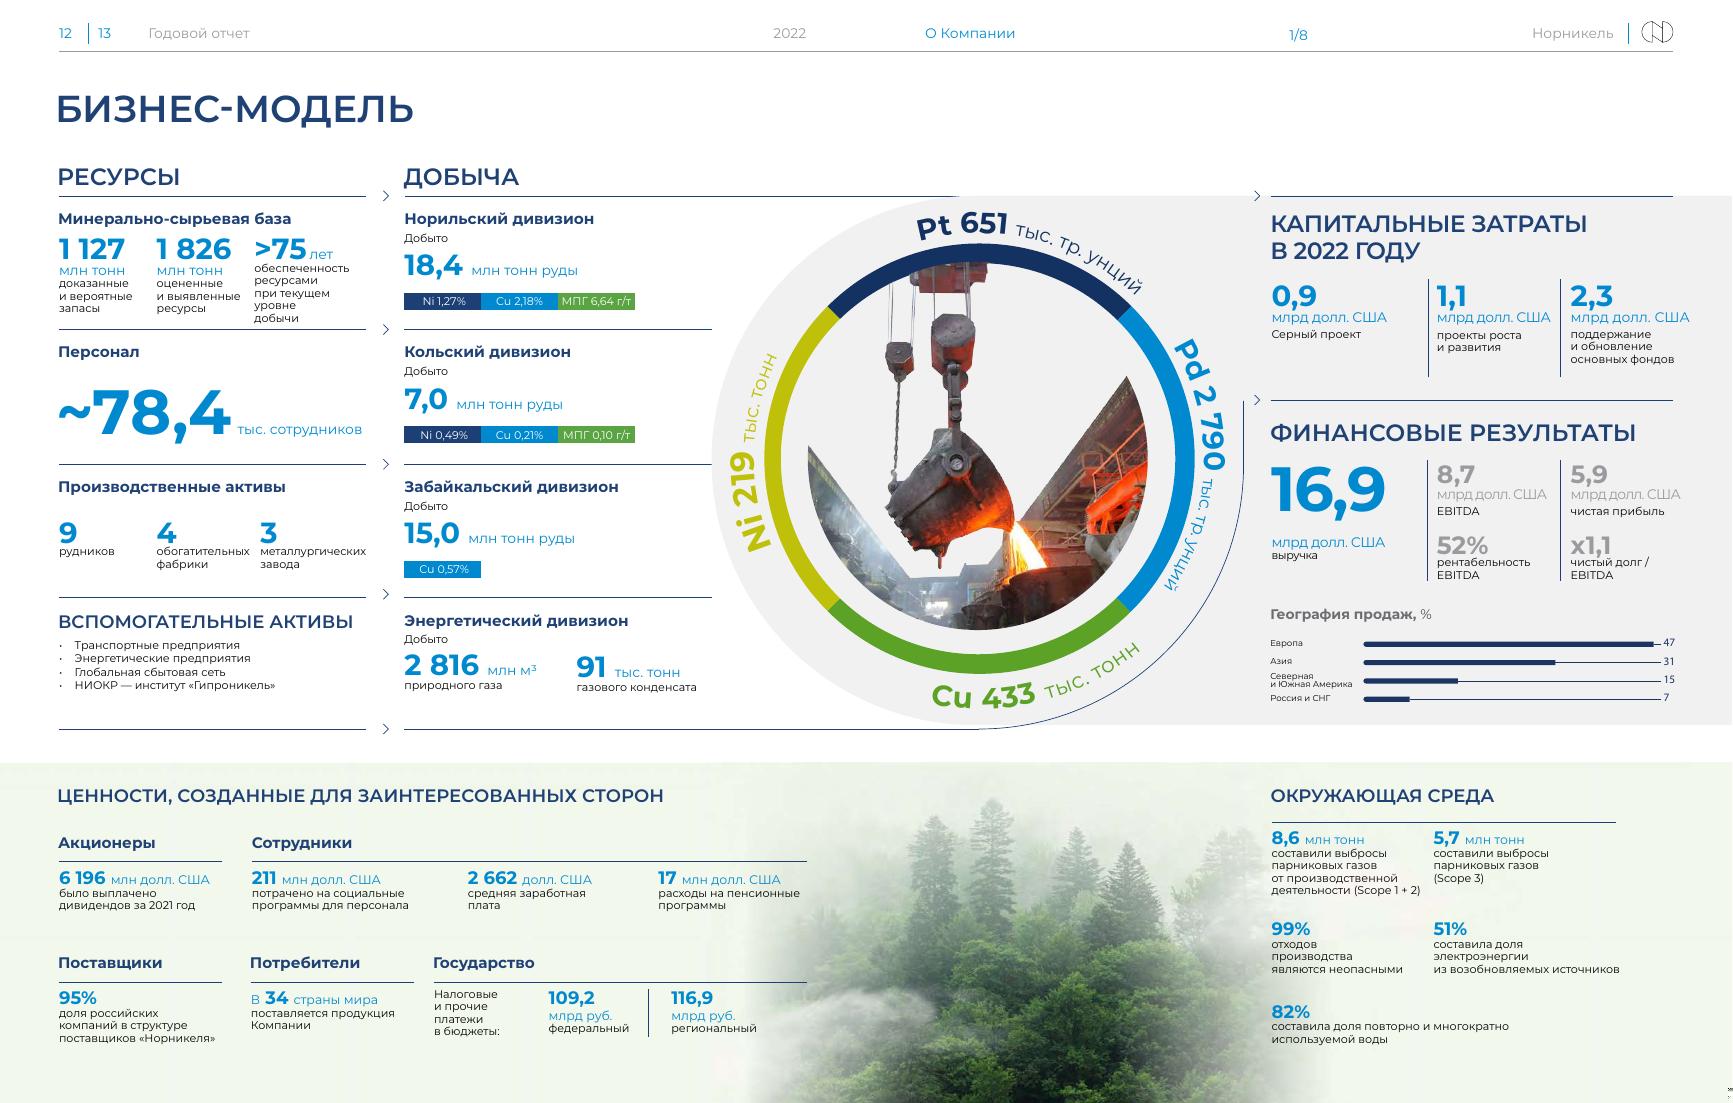 12 13 Годовой отчет 2022 О Компании 1/8 Норникель
БИЗНЕС-МОДЕЛЬ
РЕСУРСЫ
Минерально-сырьевая база
1 127
млн тонн
доказанные
и вероятные
запасы
1 826
млн тонн
оцененные
и выявленные
ресурсы
>75 лет
обеспеченность
ресурсами
при текущем
уровне
добычи
Персонал
~78,4 тыс. сотрудников
Производственные активы
9
рудников
4
обогатительных
фабрики
3
металлургических
завода
ВСПОМОГАТЕЛЬНЫЕ АКТИВЫ
• Транспортные предприятия
• Энергетические предприятия
• Глобальная сбытовая сеть
• НИОКР — институт «Гипроникель»
ДОБЫЧА
Норильский дивизион
Добыто
18,4 млн тонн руды
Ni 1,27% Cu 2,18% МПГ 6,64 г/т
Кольский дивизион
Добыто
7,0 млн тонн руды
Ni 0,49% Cu 0,21% МПГ 0,10 г/т
Забайкальский дивизион
Добыто
15,0 млн тонн руды
Cu 0,57%
Энергетический дивизион
Добыто
2 816 млн м³
природного газа
91 тыс. тонн
газового конденсата
Pt 651 тыс. тр. унций
Pd 2 790 тыс. тр. унций
Cu 433 тыс. тонн
Ni 219 тыс. тонн
КАПИТАЛЬНЫЕ ЗАТРАТЫ
В 2022 ГОДУ
0,9
млрд долл. США
Серный проект
1,1
млрд долл. США
проекты роста
и развития
2,3
млрд долл. США
поддержание
и обновление
основных фондов
ФИНАНСОВЫЕ РЕЗУЛЬТАТЫ
16,9
млрд долл. США
выручка
8,7
млрд долл. США
EBITDA
5,9
млрд долл. США
чистая прибыль
52%
рентабельность
EBITDA
x1,1
чистый долг /
EBITDA
География продаж, %
Европа 47
Азия 31
Северная
и Южная Америка 15
Россия и СНГ 7
ЦЕННОСТИ, СОЗДАННЫЕ ДЛЯ ЗАИНТЕРЕСОВАННЫХ СТОРОН
Акционеры
6 196 млн долл. США
было выплачено
дивидендов за 2021 год
Сотрудники
211 млн долл. США
потрачено на социальные
программы для персонала
2 662 долл. США
средняя заработная
плата
17 млн долл. США
расходы на пенсионные
программы
Поставщики
95%
доля российских
компаний в структуре
поставщиков «Норникеля»
Потребители
В 34 страны мира
поставляется продукция
Компании
Государство
Налоговые
и прочие
платежи
в бюджеты:
109,2
млрд руб.
федеральный
116,9
млрд руб.
региональный
ОКРУЖАЮЩАЯ СРЕДА
8,6 млн тонн
составили выбросы
парниковых газов
от производственной
деятельности (Scope 1 + 2)
5,7 млн тонн
составили выбросы
парниковых газов
(Scope 3)
99%
отходов
производства
являются неопасными
51%
составила доля
электроэнергии
из возобновляемых источников
82%
составила доля повторно и многократно
используемой воды